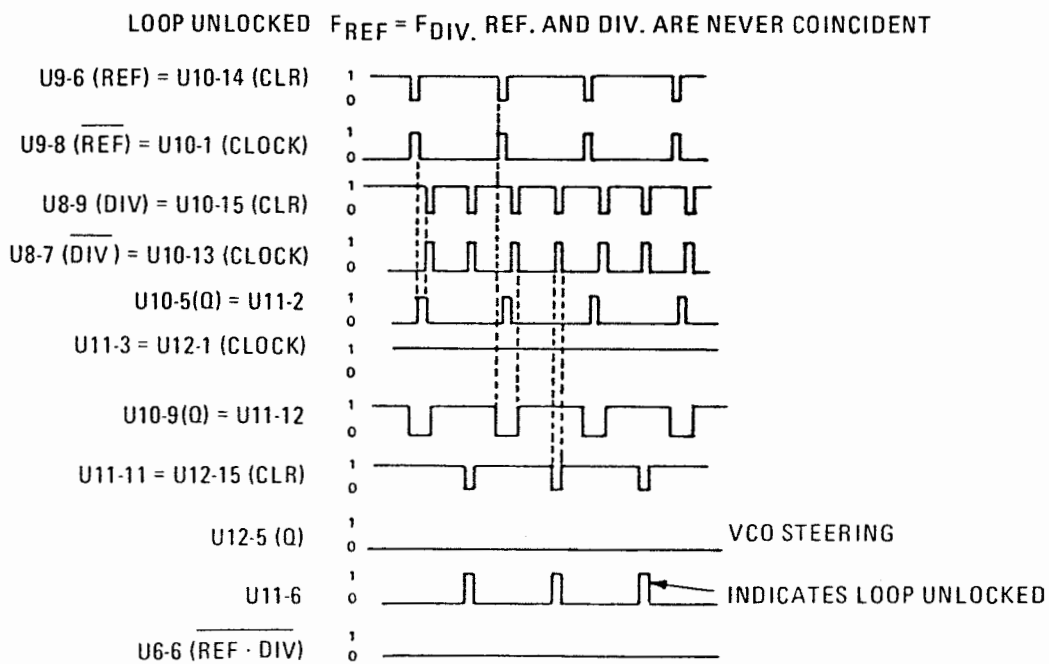 LOOP UNLOCKED FREF = FDIV. REF. AND DIV. ARE NEVER COINCIDENT
U9-6 (REF) = U10-14 (CLR) 1
0
U9-8 (REF) = U10-1 (CLOCK) 1
0
U8-9 (DIV) = U10-15 (CLR) 1
0
U8-7 (DIV) = U10-13 (CLOCK) 1
0
U10-5(Q) = U11-2 1
0
U11-3 = U12-1 (CLOCK) 1
0
U10-9(Q) = U11-12 1
0
U11-11 = U12-15 (CLR) 1
0
U12-5 (Q) 1
0
VCO STEERING
U11-6 1
0
INDICATES LOOP UNLOCKED
U6-6 (REF · DIV) 1
0